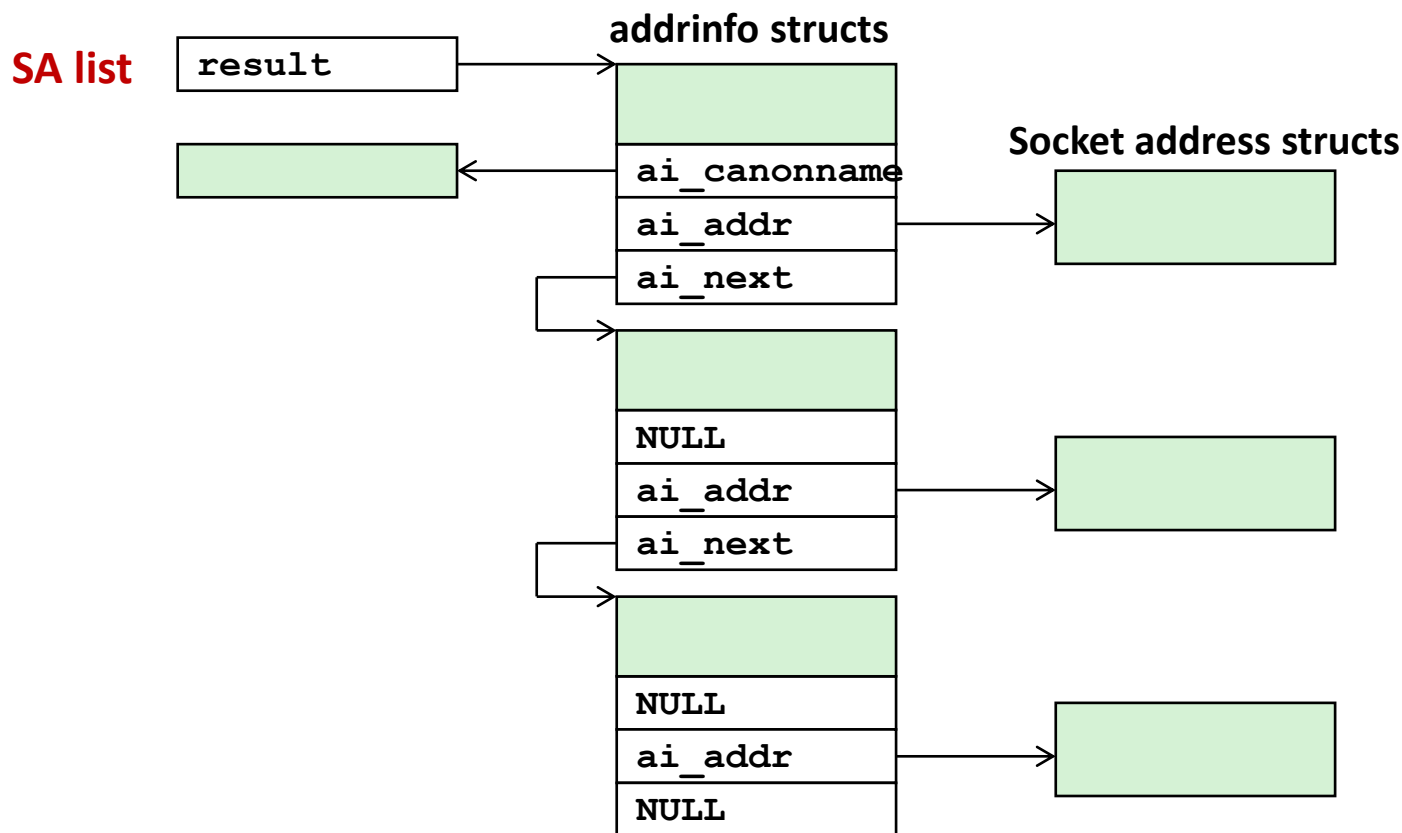 addrinfo structs
SA list
result
Socket address structs
ai_canonname
ai_addr
ai_next
NULL
ai_addr
ai_next
NULL
ai_addr
NULL